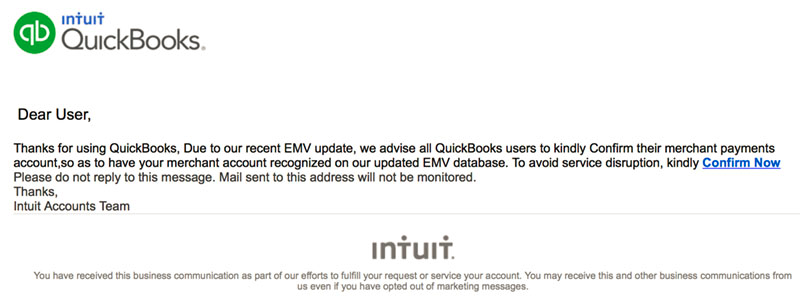 intuit
quickbooks.
Dear User,
Thanks for using QuickBooks, Due to our recent EMV update, we advise all QuickBooks users to kindly Confirm their merchant payments
account,so as to have your merchant account recognized on our updated EMV database. To avoid service disruption, kindly Confirm Now
Please do not reply to this message. Mail sent to this address will not be monitored.
Thanks,
Intuit Accounts Team
intuit.
You have received this business communication as part of our efforts to fulfill your request or service your account. You may receive this and other business communications from
us even if you have opted out of marketing messages.